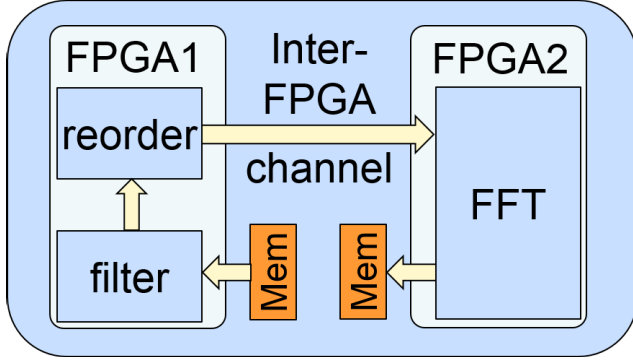 FPGA1
Inter-
FPGA
channel
FPGA2
reorder
filter
Mem
Mem
FFT